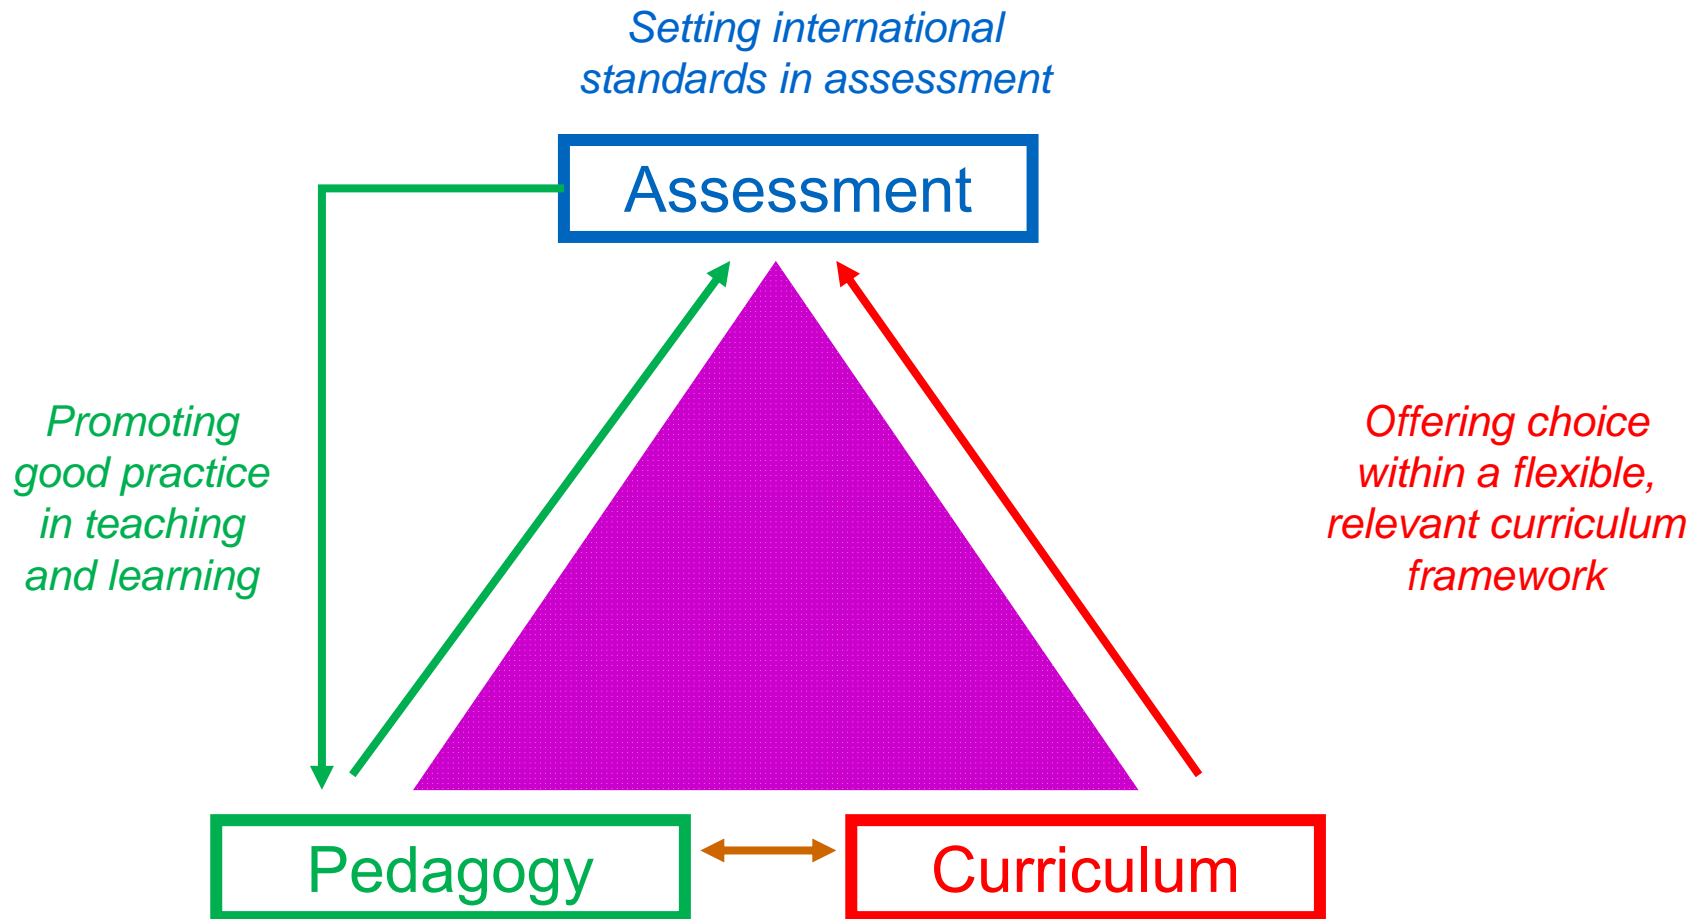 Setting international
standards in assessment
Assessment
Promoting
good practice
in teaching
and learning
Offering choice
within a flexible,
relevant curriculum
framework
Pedagogy
Curriculum